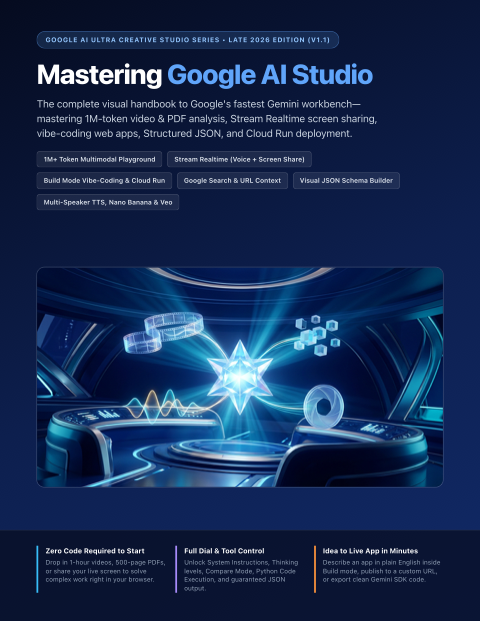 GOOGLE AI ULTRA CREATIVE STUDIO SERIES • LATE 2026 EDITION (V1.1)
Mastering Google AI Studio
The complete visual handbook to Google's fastest Gemini workbench—
mastering 1M-token video & PDF analysis, Stream Realtime screen sharing,
vibe-coding web apps, Structured JSON, and Cloud Run deployment.
1M+ Token Multimodal Playground
Stream Realtime (Voice + Screen Share)
Build Mode Vibe-Coding & Cloud Run
Google Search & URL Context
Visual JSON Schema Builder
Multi-Speaker TTS, Nano Banana & Veo
Zero Code Required to Start
Drop in 1-hour videos, 500-page PDFs,
or share your live screen to solve
complex work right in your browser.
Full Dial & Tool Control
Unlock System Instructions, Thinking
levels, Compare Mode, Python Code
Execution, and guaranteed JSON
output.
Idea to Live App in Minutes
Describe an app in plain English inside
Build mode, publish to a custom URL,
or export clean Gemini SDK code.